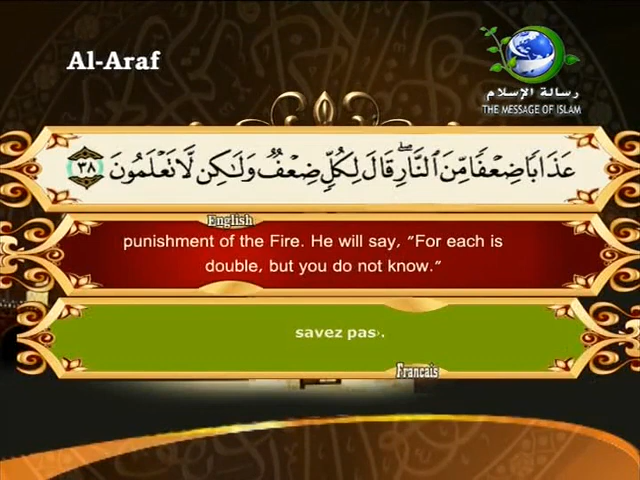 Al-Araf
رسالة الإسلام
THE MESSAGE OF ISLAM
عَذَابًا ضِعْفًا مِّنَ ٱلنَّارِ ۖ قَالَ لِكُلٍّ ضِعْفٌ وَلَٰكِن لَّا تَعْلَمُونَ ٣٨
English
punishment of the Fire. He will say, "For each is
double, but you do not know."
savez pas›.
Francais